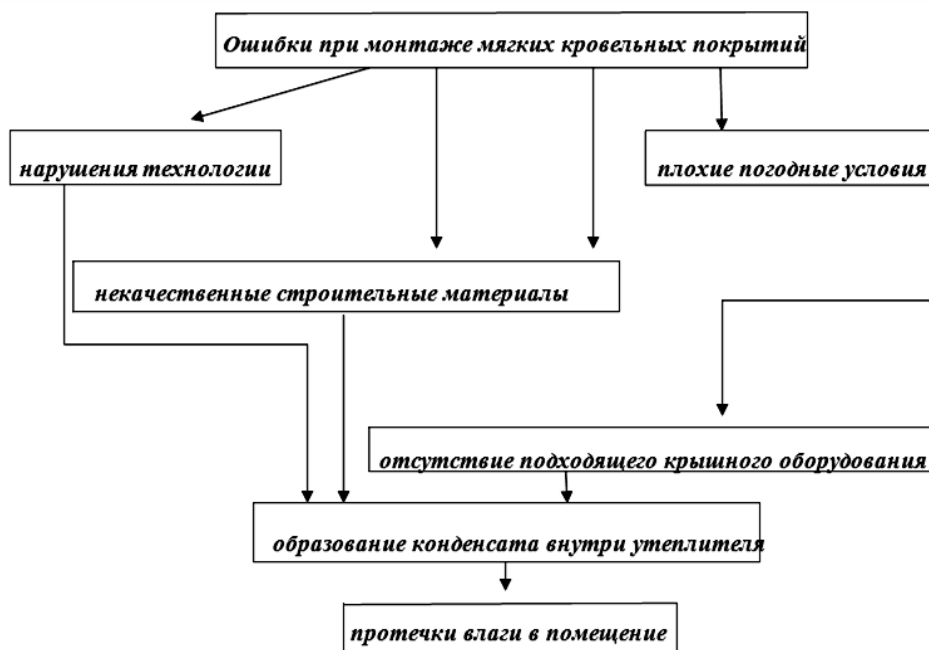 Ошибки при монтаже мягких кровельных покрытий
нарушения технологии
плохие погодные условия
некачественные строительные материалы
отсутствие подходящего крышного оборудования
образование конденсата внутри утеплителя
протечки влаги в помещение